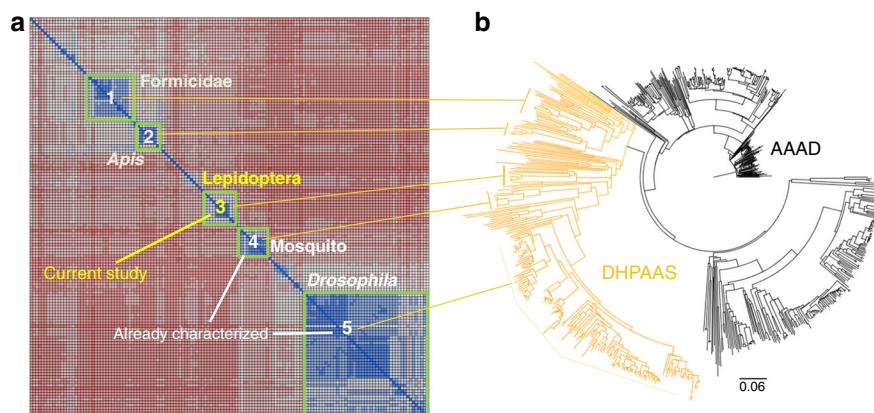 a
b
Formicidae
1
2
Apis
Lepidoptera
3
4
Mosquito
Current study
Drosophila
Already characterized
5
AAAD
DHPAAS
0.06